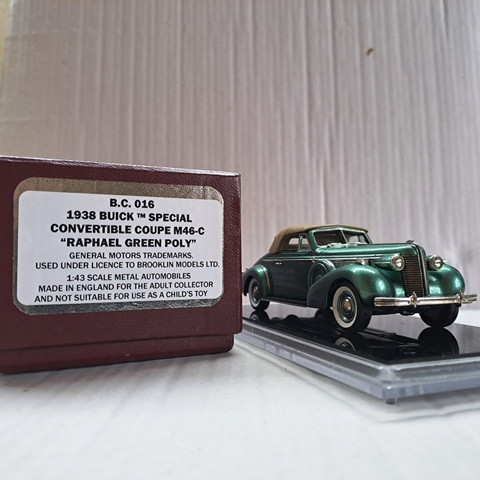 B.C. 016
1938 BUICK ™ SPECIAL
CONVERTIBLE COUPE M46-C
"RAPHAEL GREEN POLY"
GENERAL MOTORS TRADEMARKS.
USED UNDER LICENCE TO BROOKLIN MODELS LTD.
1:43 SCALE METAL AUTOMOBILES
MADE IN ENGLAND FOR THE ADULT COLLECTOR
AND NOT SUITABLE FOR USE AS A CHILD'S TOY